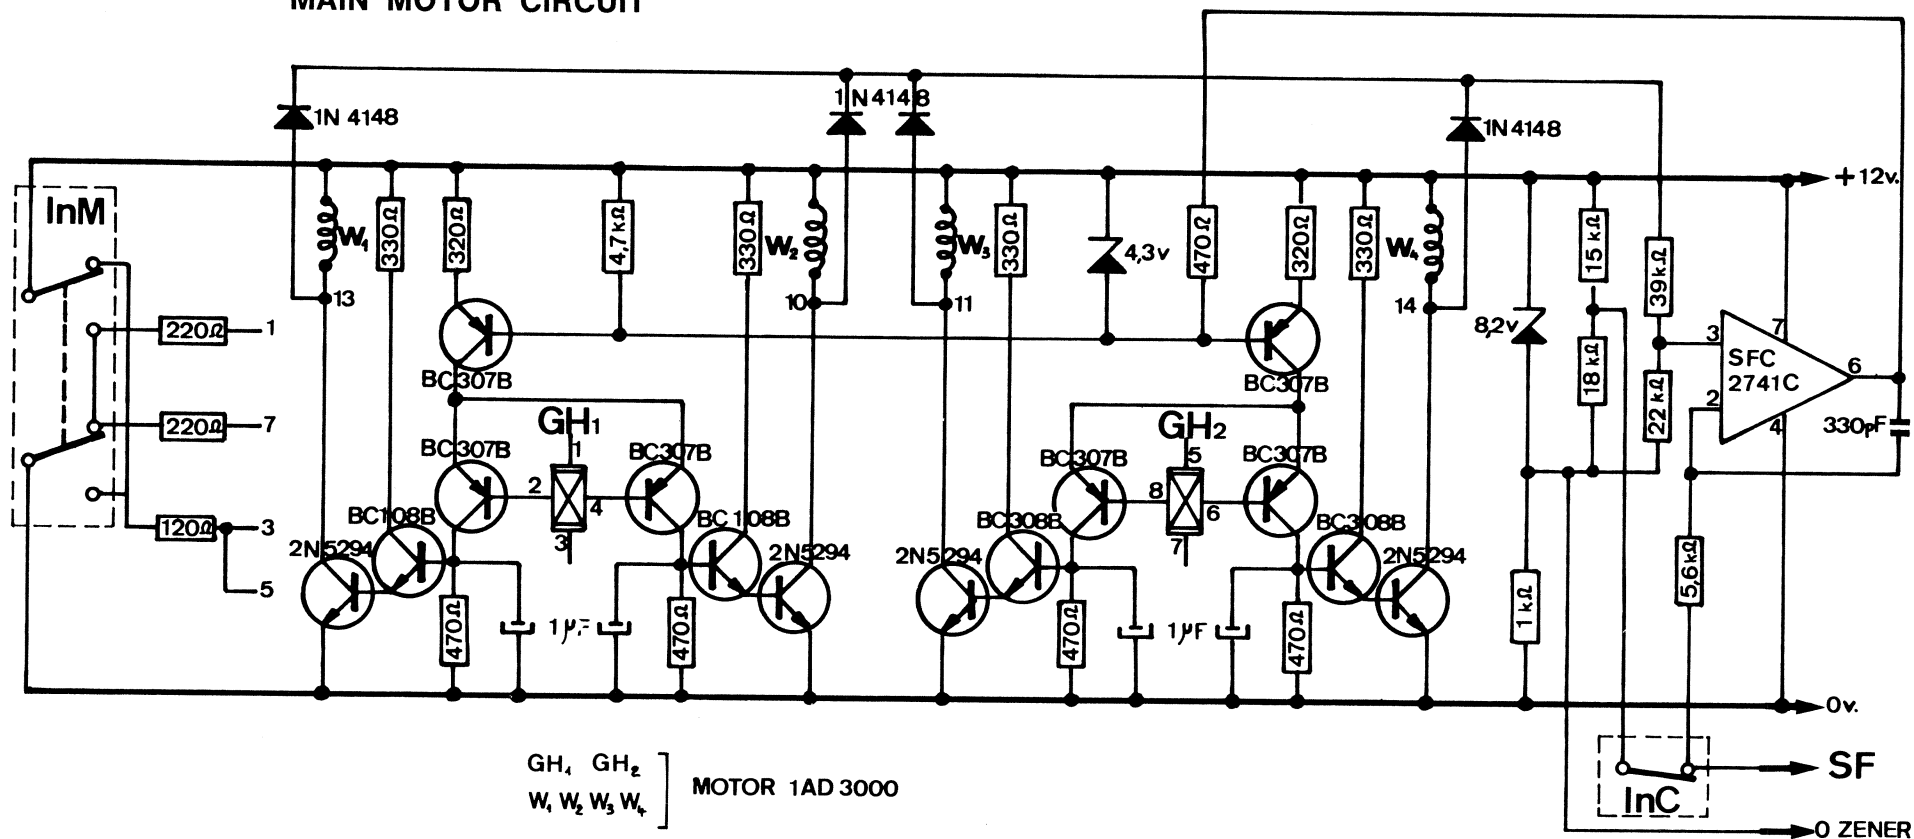 MAIN MOTOR CIRCUIT
1N 4148
1N4148
1N4148
+12v.
InM
W1
330Ω
320Ω
4,7kΩ
330Ω
W2
W3
330Ω
4,3v
470Ω
320Ω
330Ω
W4
15kΩ
39kΩ
13
10
11
14
8,2v
18kΩ
22kΩ
3
7
SFC
2741C
6
2
4
330pF
220Ω
1
220Ω
7
120Ω
3
5
BC307B
BC307B
GH1
GH2
BC307B
1
BC307B
2
4
3
BC307B
5
BC307B
8
6
7
BC108B
BC108B
BC308B
BC308B
2N5294
2N5294
2N5294
2N5294
470Ω
1µF
470Ω
470Ω
1µF
470Ω
1kΩ
5,6kΩ
0v.
SF
InC
0 ZENER
GH1 GH2
W1 W2 W3 W4
MOTOR 1AD 3000